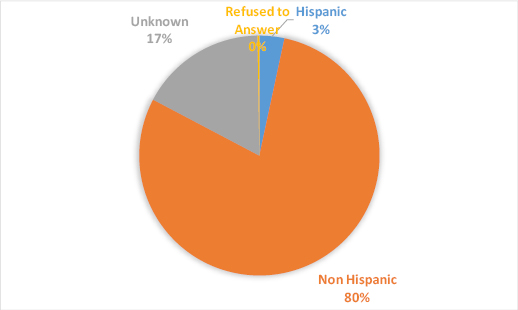 Refused to
Answer
0%
Hispanic
3%
Unknown
17%
Non Hispanic
80%